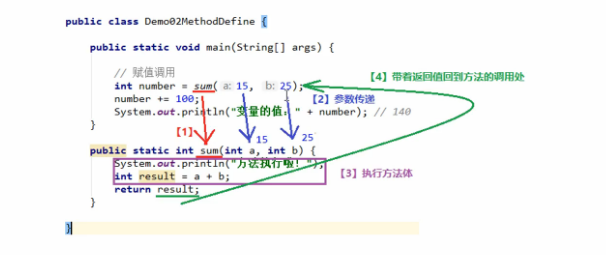 public class Demo02MethodDefine {
public static void main(String[] args) {
// 赋值调用
int number = sum( a: 15, b: 25);
【4】带着返回值回到方法的调用处
number += 100;
【2】参数传递
System.out.println("变量的值：" + number); // 140
}
【1】
15
25
public static int sum(int a, int b) {
System.out.println("方法执行啦！");
int result = a + b;
【3】执行方法体
return result;
}
}